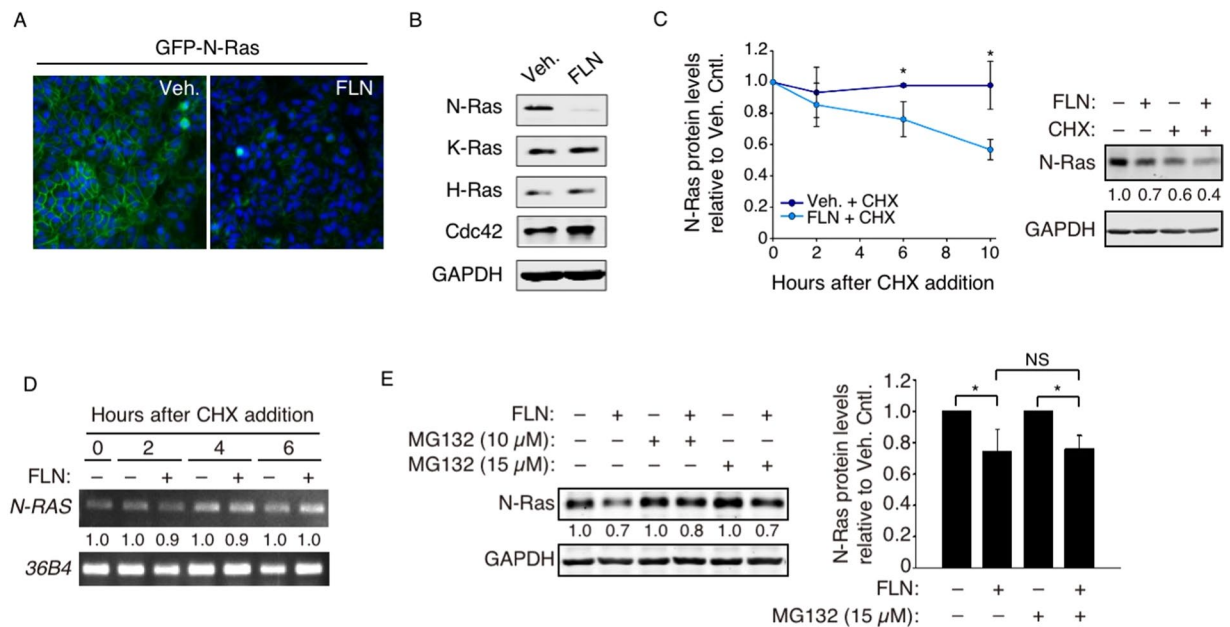 A
GFP-N-Ras
Veh.
FLN
B
Veh. FLN
N-Ras
K-Ras
H-Ras
Cdc42
GAPDH
C
N-Ras protein levels
relative to Veh. Cntl.
1.2
1.0
0.8
0.6
0.4
0.2
0
* *
Veh. + CHX
FLN + CHX
0 2 4 6 8 10
Hours after CHX addition
FLN: – + – +
CHX: – – + +
N-Ras
1.0 0.7 0.6 0.4
GAPDH
D
Hours after CHX addition
0 2 4 6
FLN: – – + – + – +
N-RAS
1.0 1.0 0.9 1.0 0.9 1.0 1.0
36B4
E
FLN: – + – + – +
MG132 (10 µM): – – + + – –
MG132 (15 µM): – – – – + +
N-Ras
1.0 0.7 1.0 0.8 1.0 0.7
GAPDH
N-Ras protein levels
relative to Veh. Cntl.
1.2
1.0
0.8
0.6
0.4
0.2
0
NS
* *
FLN: – + – +
MG132 (15 µM): – – + +